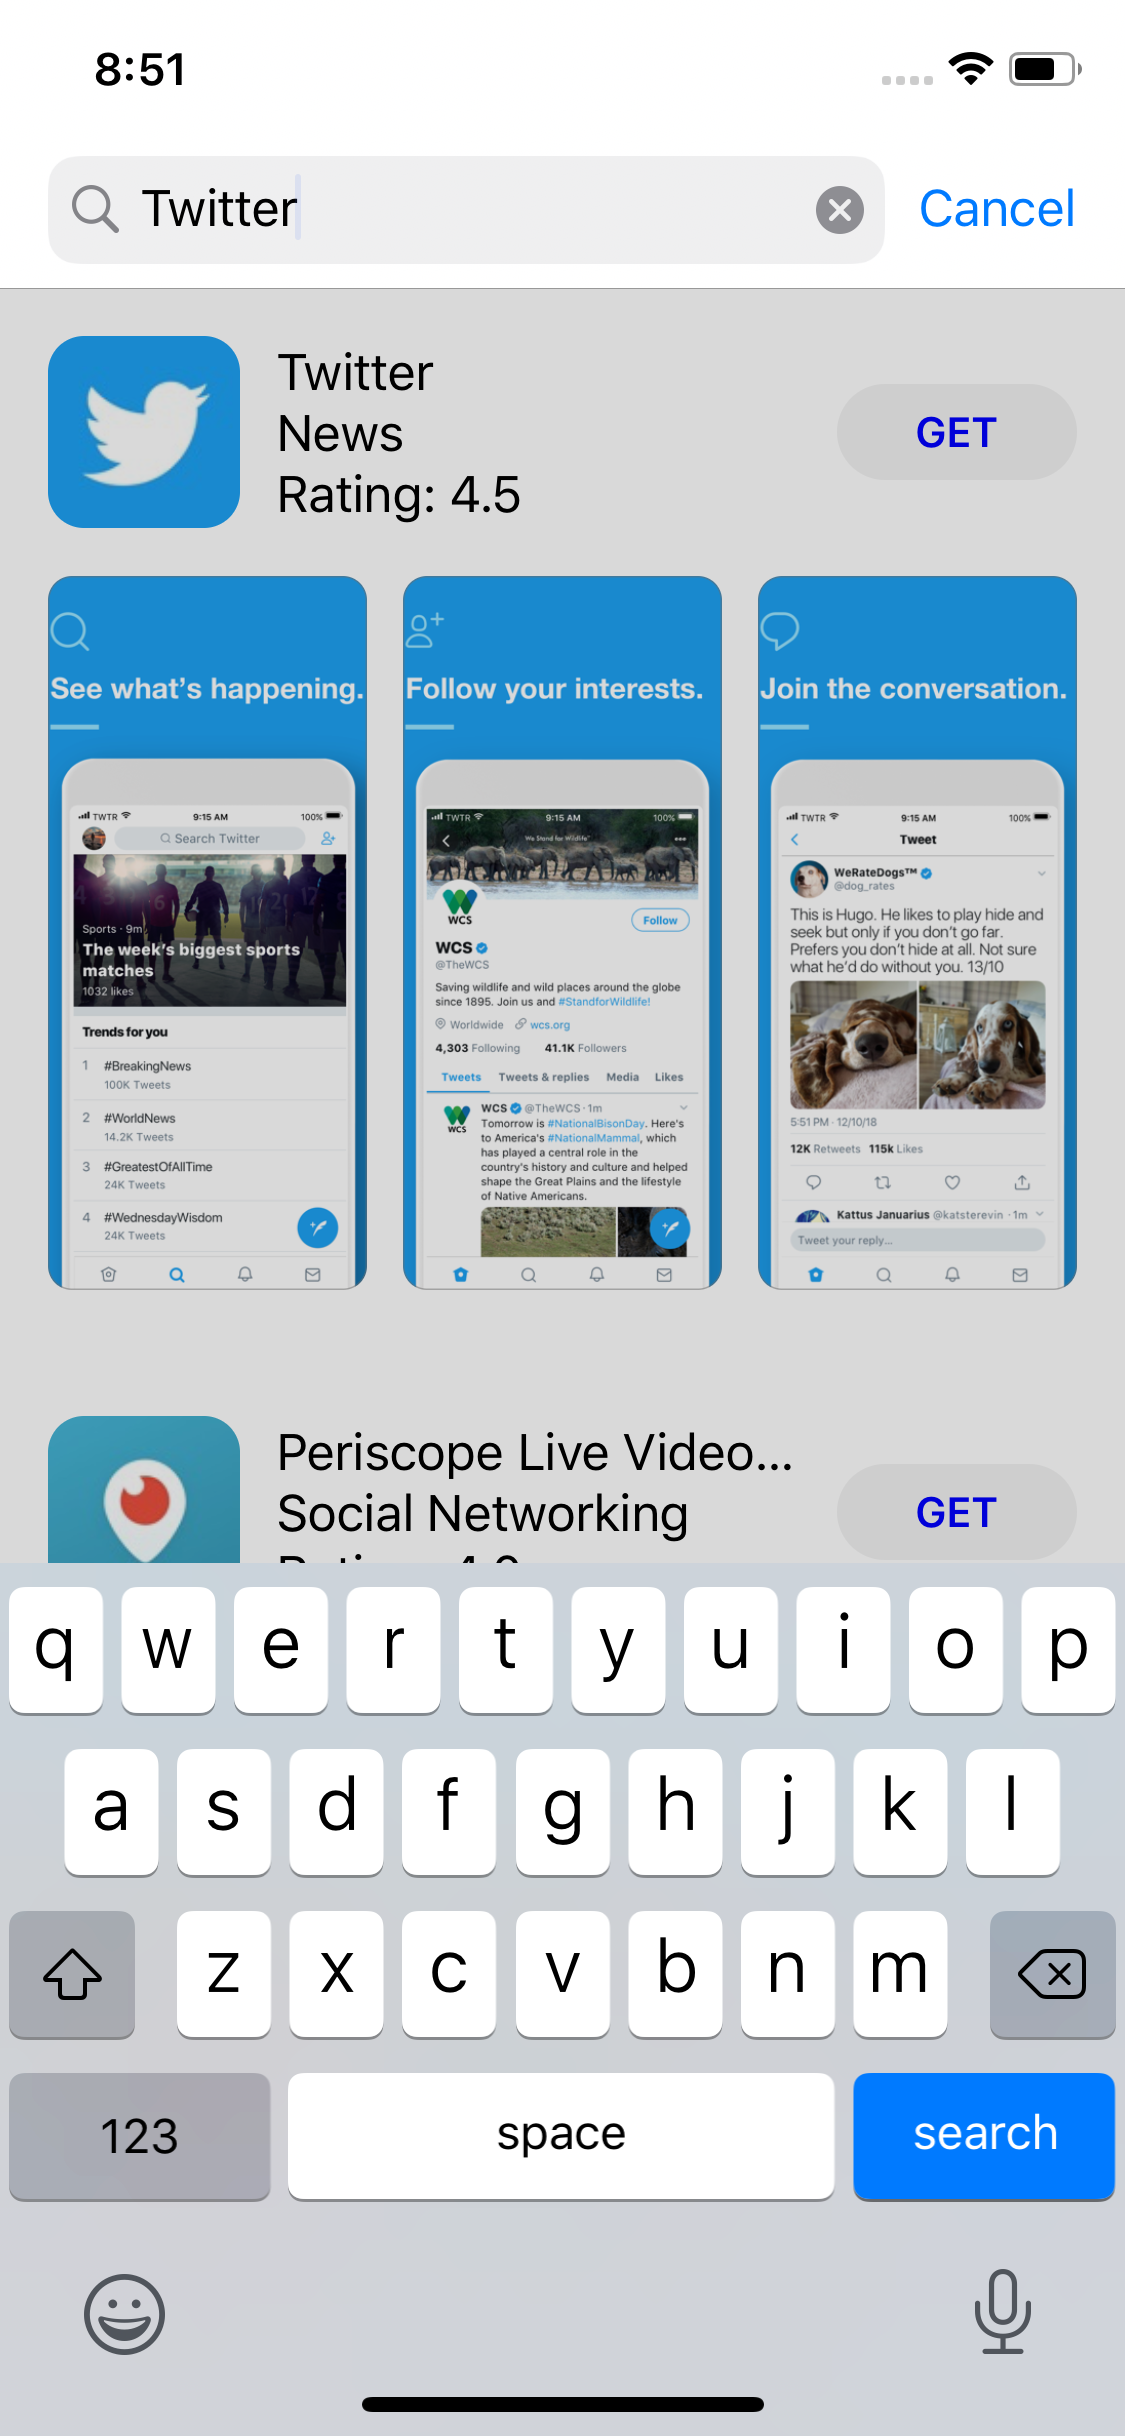 8:51
Twitter
Cancel
Twitter
News
Rating: 4.5
GET
See what's happening.
TWTR 9:15 AM 100%
Search Twitter
Sports · 9m
The week's biggest sports
matches
1032 likes
Trends for you
1 #BreakingNews
100K Tweets
2 #WorldNews
14.2K Tweets
3 #GreatestOfAllTime
24K Tweets
4 #WednesdayWisdom
24K Tweets
Follow your interests.
TWTR 9:15 AM 100%
We Stand for Wildlife™
WCS
Follow
WCS
@TheWCS
Saving wildlife and wild places around the globe
since 1895. Join us and #StandforWildlife!
Worldwide wcs.org
4,303 Following 41.1K Followers
Tweets Tweets & replies Media Likes
WCS @TheWCS · 1m
WCS
Tomorrow is #NationalBisonDay. Here's
to America's #NationalMammal, which
has played a central role in the
country's history and culture and helped
shape the Great Plains and the lifestyle
of Native Americans.
Join the conversation.
TWTR 9:15 AM 100%
Tweet
WeRateDogs™
@dog_rates
This is Hugo. He likes to play hide and
seek but only if you don't go far.
Prefers you don't hide at all. Not sure
what he'd do without you. 13/10
5:51 PM · 12/10/18
12K Retweets 115k Likes
Kattus Januarius @katsterevin · 1m
Tweet your reply...
Periscope Live Video...
Social Networking
GET
q w e r t y u i o p
a s d f g h j k l
z x c v b n m
123 space search